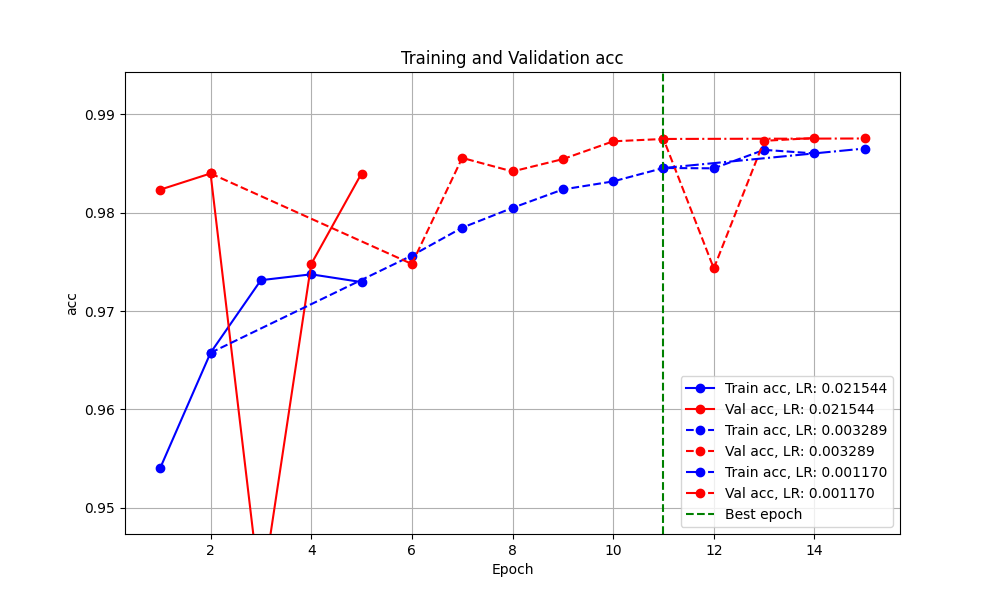 Training and Validation acc
0.99
0.98
0.97
0.96
0.95
acc
2 4 6 8 10 12 14
Epoch
Train acc, LR: 0.021544
Val acc, LR: 0.021544
Train acc, LR: 0.003289
Val acc, LR: 0.003289
Train acc, LR: 0.001170
Val acc, LR: 0.001170
Best epoch